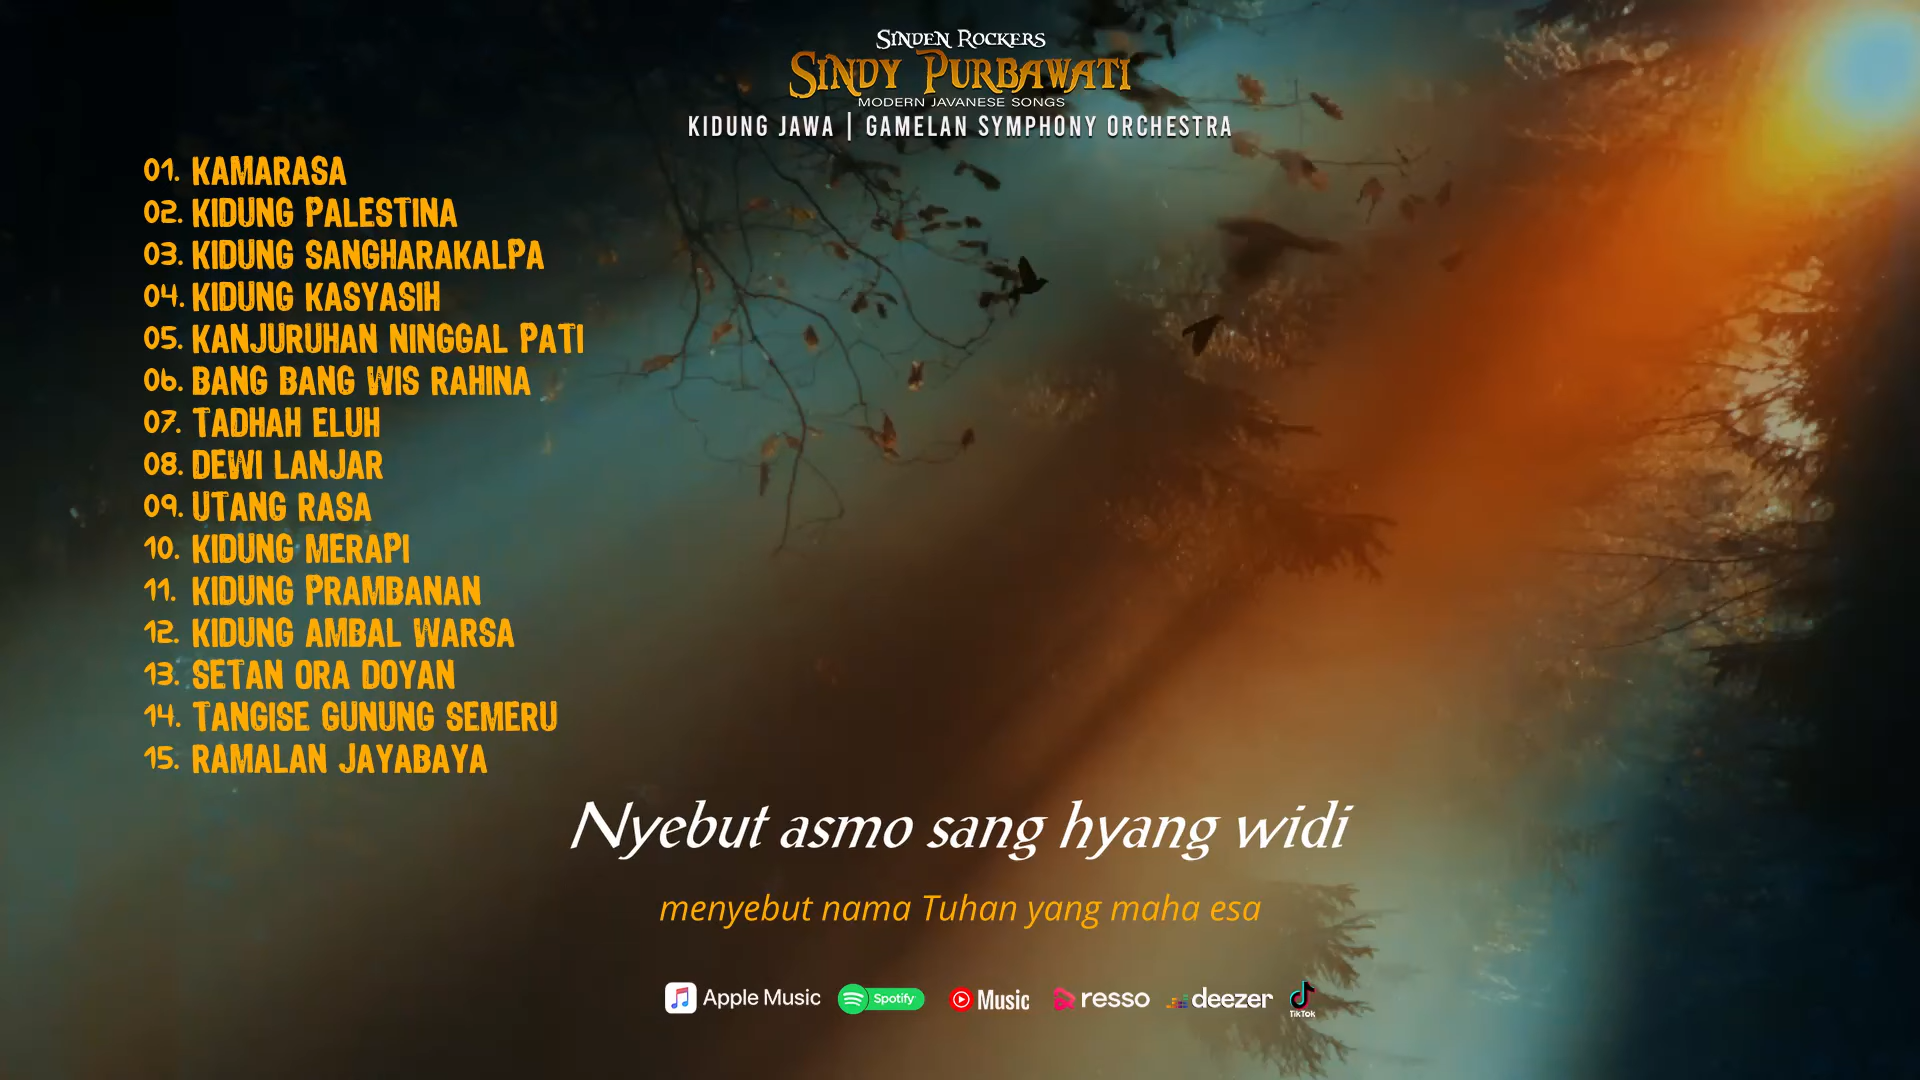 SINDEN ROCKERS
SINDY PURBAWATI
MODERN JAVANESE SONGS
KIDUNG JAWA | GAMELAN SYMPHONY ORCHESTRA
01. KAMARASA
02. KIDUNG PALESTINA
03. KIDUNG SANGHARAKALPA
04. KIDUNG KASYASIH
05. KANJURUHAN NINGGAL PATI
06. BANG BANG WIS RAHINA
07. TADHAH ELUH
08. DEWI LANJAR
09. UTANG RASA
10. KIDUNG MERAPI
11. KIDUNG PRAMBANAN
12. KIDUNG AMBAL WARSA
13. SETAN ORA DOYAN
14. TANGISE GUNUNG SEMERU
15. RAMALAN JAYABAYA
Nyebut asmo sang hyang widi
menyebut nama Tuhan yang maha esa
Apple Music Spotify Music resso deezer TikTok